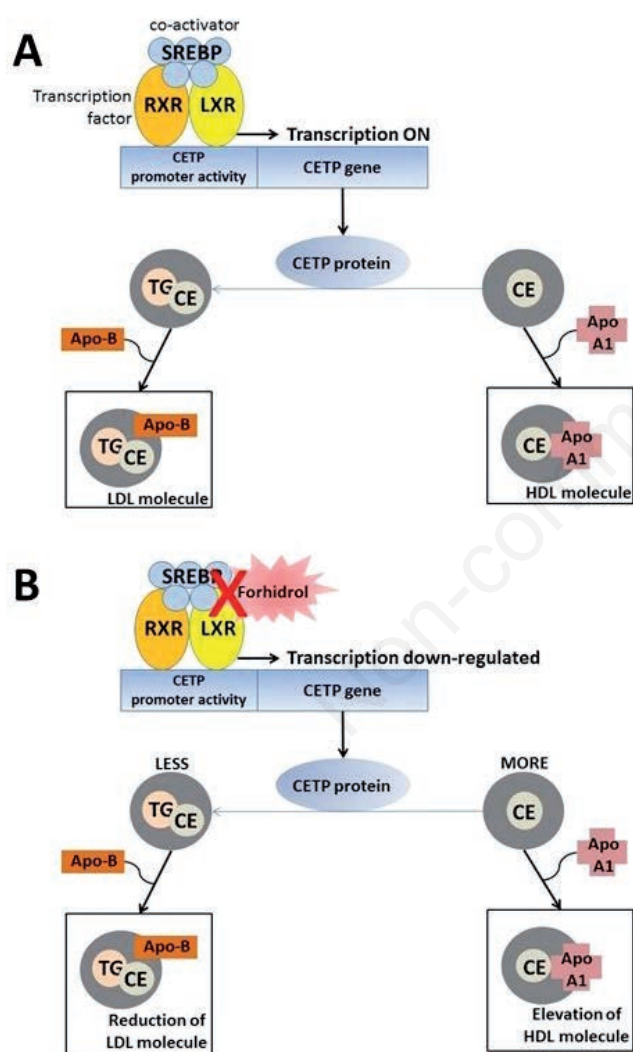 A
co-activator
SREBP
Transcription
factor
RXR
LXR
Transcription ON
CETP
promoter activity
CETP gene
CETP protein
TG
CE
CE
Apo-B
Apo
A1
Apo-B
TG
CE
LDL molecule
CE
Apo
A1
HDL molecule
B
SREBP
Forhidrol
RXR
LXR
Transcription down-regulated
CETP
promoter activity
CETP gene
LESS
MORE
CETP protein
TG
CE
CE
Apo-B
Apo
A1
Apo-B
TG
CE
Reduction of
LDL molecule
CE
Apo
A1
Elevation of
HDL molecule
Non-comm